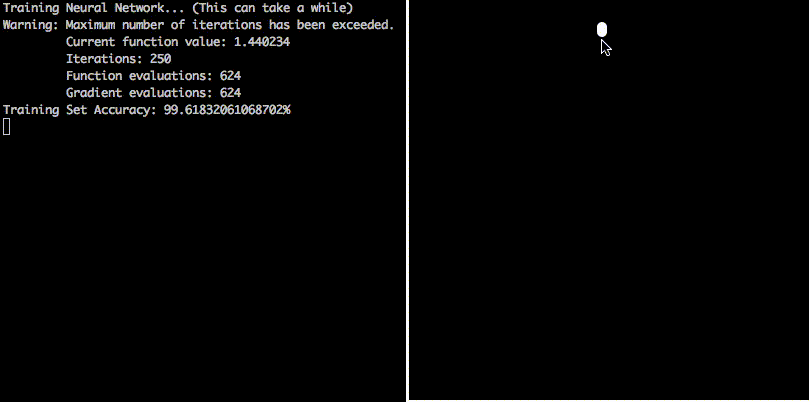 Training Neural Network... (This can take a while)
Warning: Maximum number of iterations has been exceeded.
Current function value: 1.440234
Iterations: 250
Function evaluations: 624
Gradient evaluations: 624
Training Set Accuracy: 99.61832061068702%